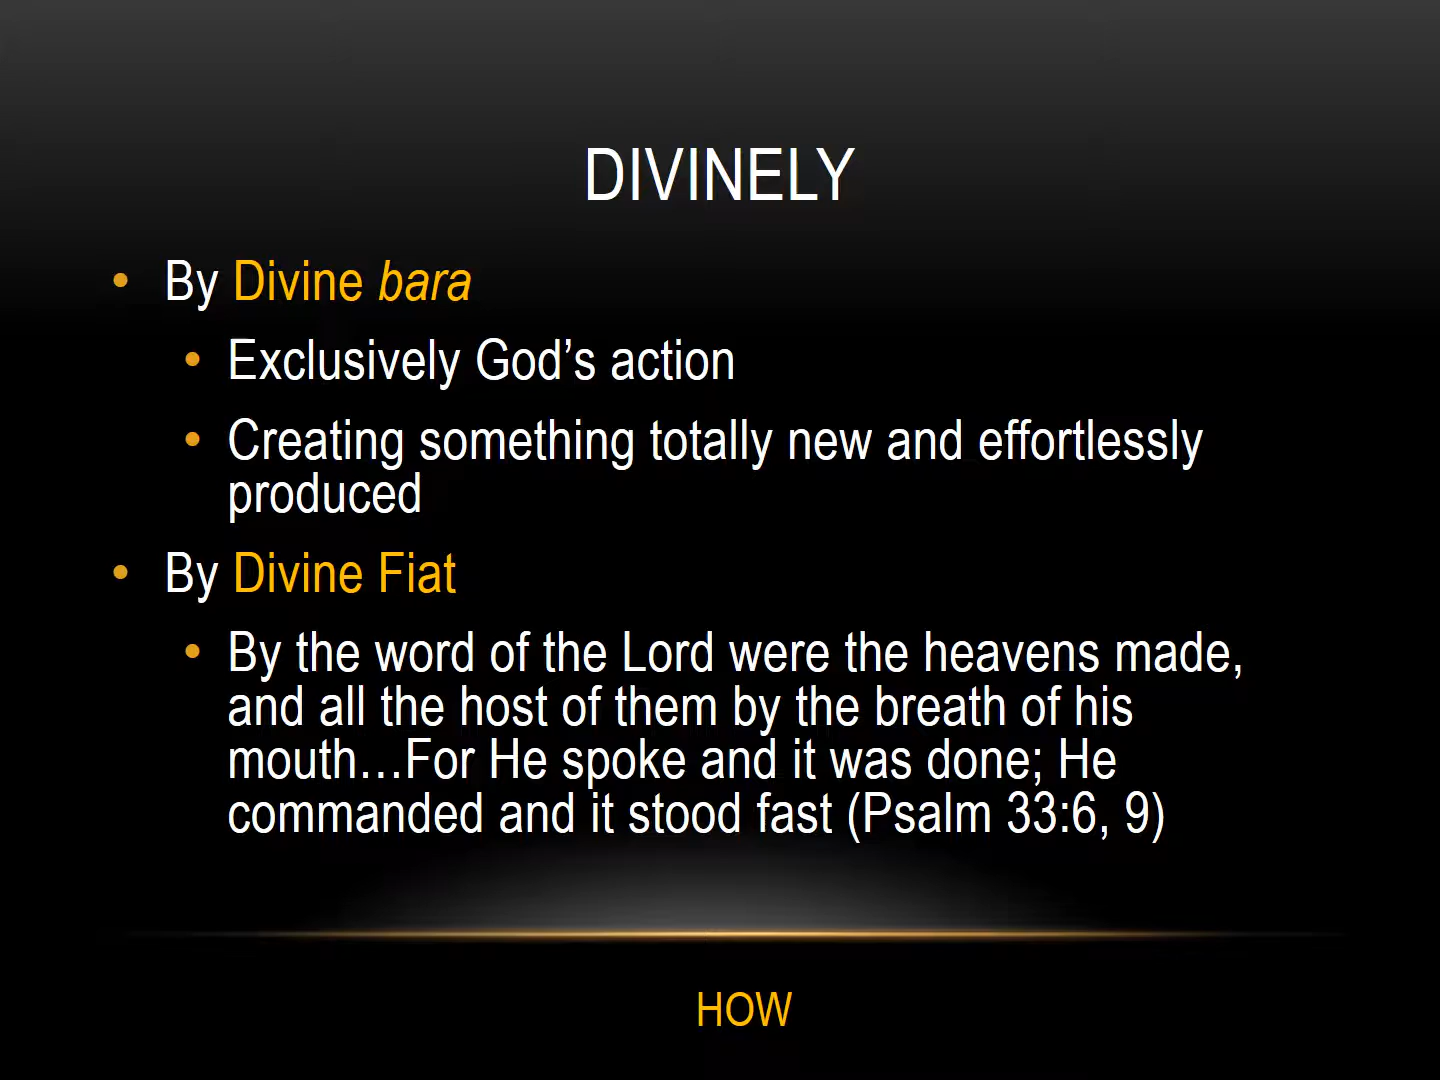 DIVINELY
• By Divine bara
• Exclusively God’s action
• Creating something totally new and effortlessly
produced
• By Divine Fiat
• By the word of the Lord were the heavens made,
and all the host of them by the breath of his
mouth…For He spoke and it was done; He
commanded and it stood fast (Psalm 33:6, 9)
HOW